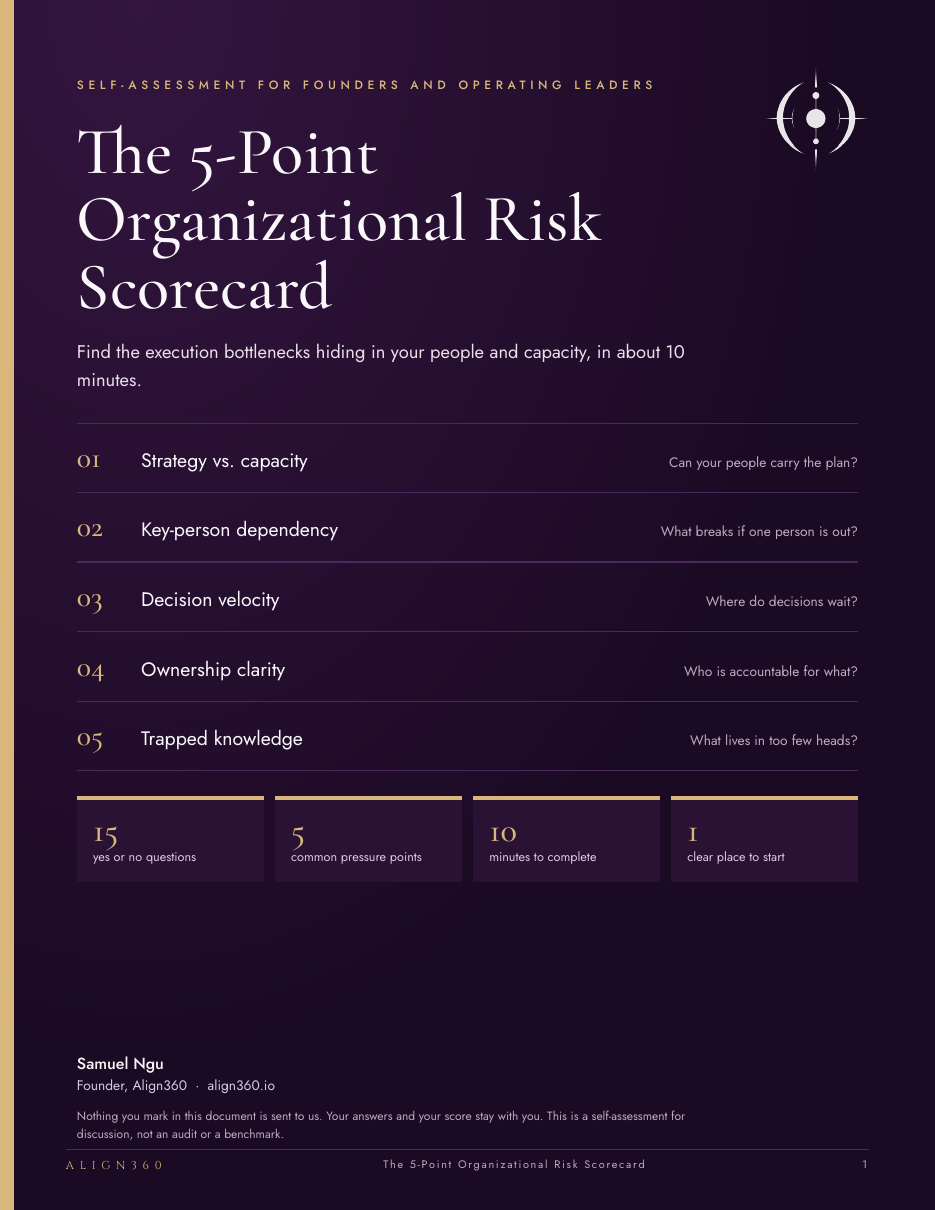 SELF-ASSESSMENT FOR FOUNDERS AND OPERATING LEADERS
The 5-Point
Organizational Risk
Scorecard
Find the execution bottlenecks hiding in your people and capacity, in about 10
minutes.
01 Strategy vs. capacity Can your people carry the plan?
02 Key-person dependency What breaks if one person is out?
03 Decision velocity Where do decisions wait?
04 Ownership clarity Who is accountable for what?
05 Trapped knowledge What lives in too few heads?
15
yes or no questions
5
common pressure points
10
minutes to complete
1
clear place to start
Samuel Ngu
Founder, Align360 · align360.io
Nothing you mark in this document is sent to us. Your answers and your score stay with you. This is a self-assessment for
discussion, not an audit or a benchmark.
ALIGN360 The 5-Point Organizational Risk Scorecard 1